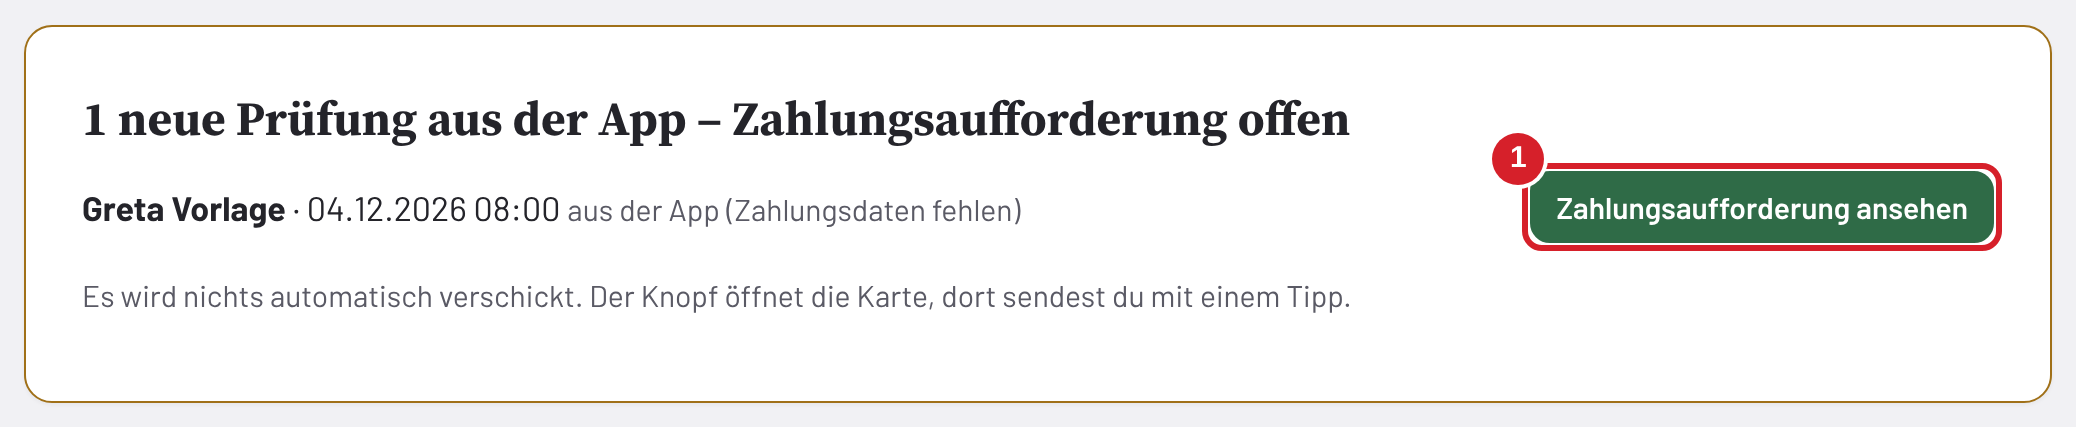 1 neue Prüfung aus der App – Zahlungsaufforderung offen
Greta Vorlage · 04.12.2026 08:00 aus der App (Zahlungsdaten fehlen)
Es wird nichts automatisch verschickt. Der Knopf öffnet die Karte, dort sendest du mit einem Tipp.
1
Zahlungsaufforderung ansehen